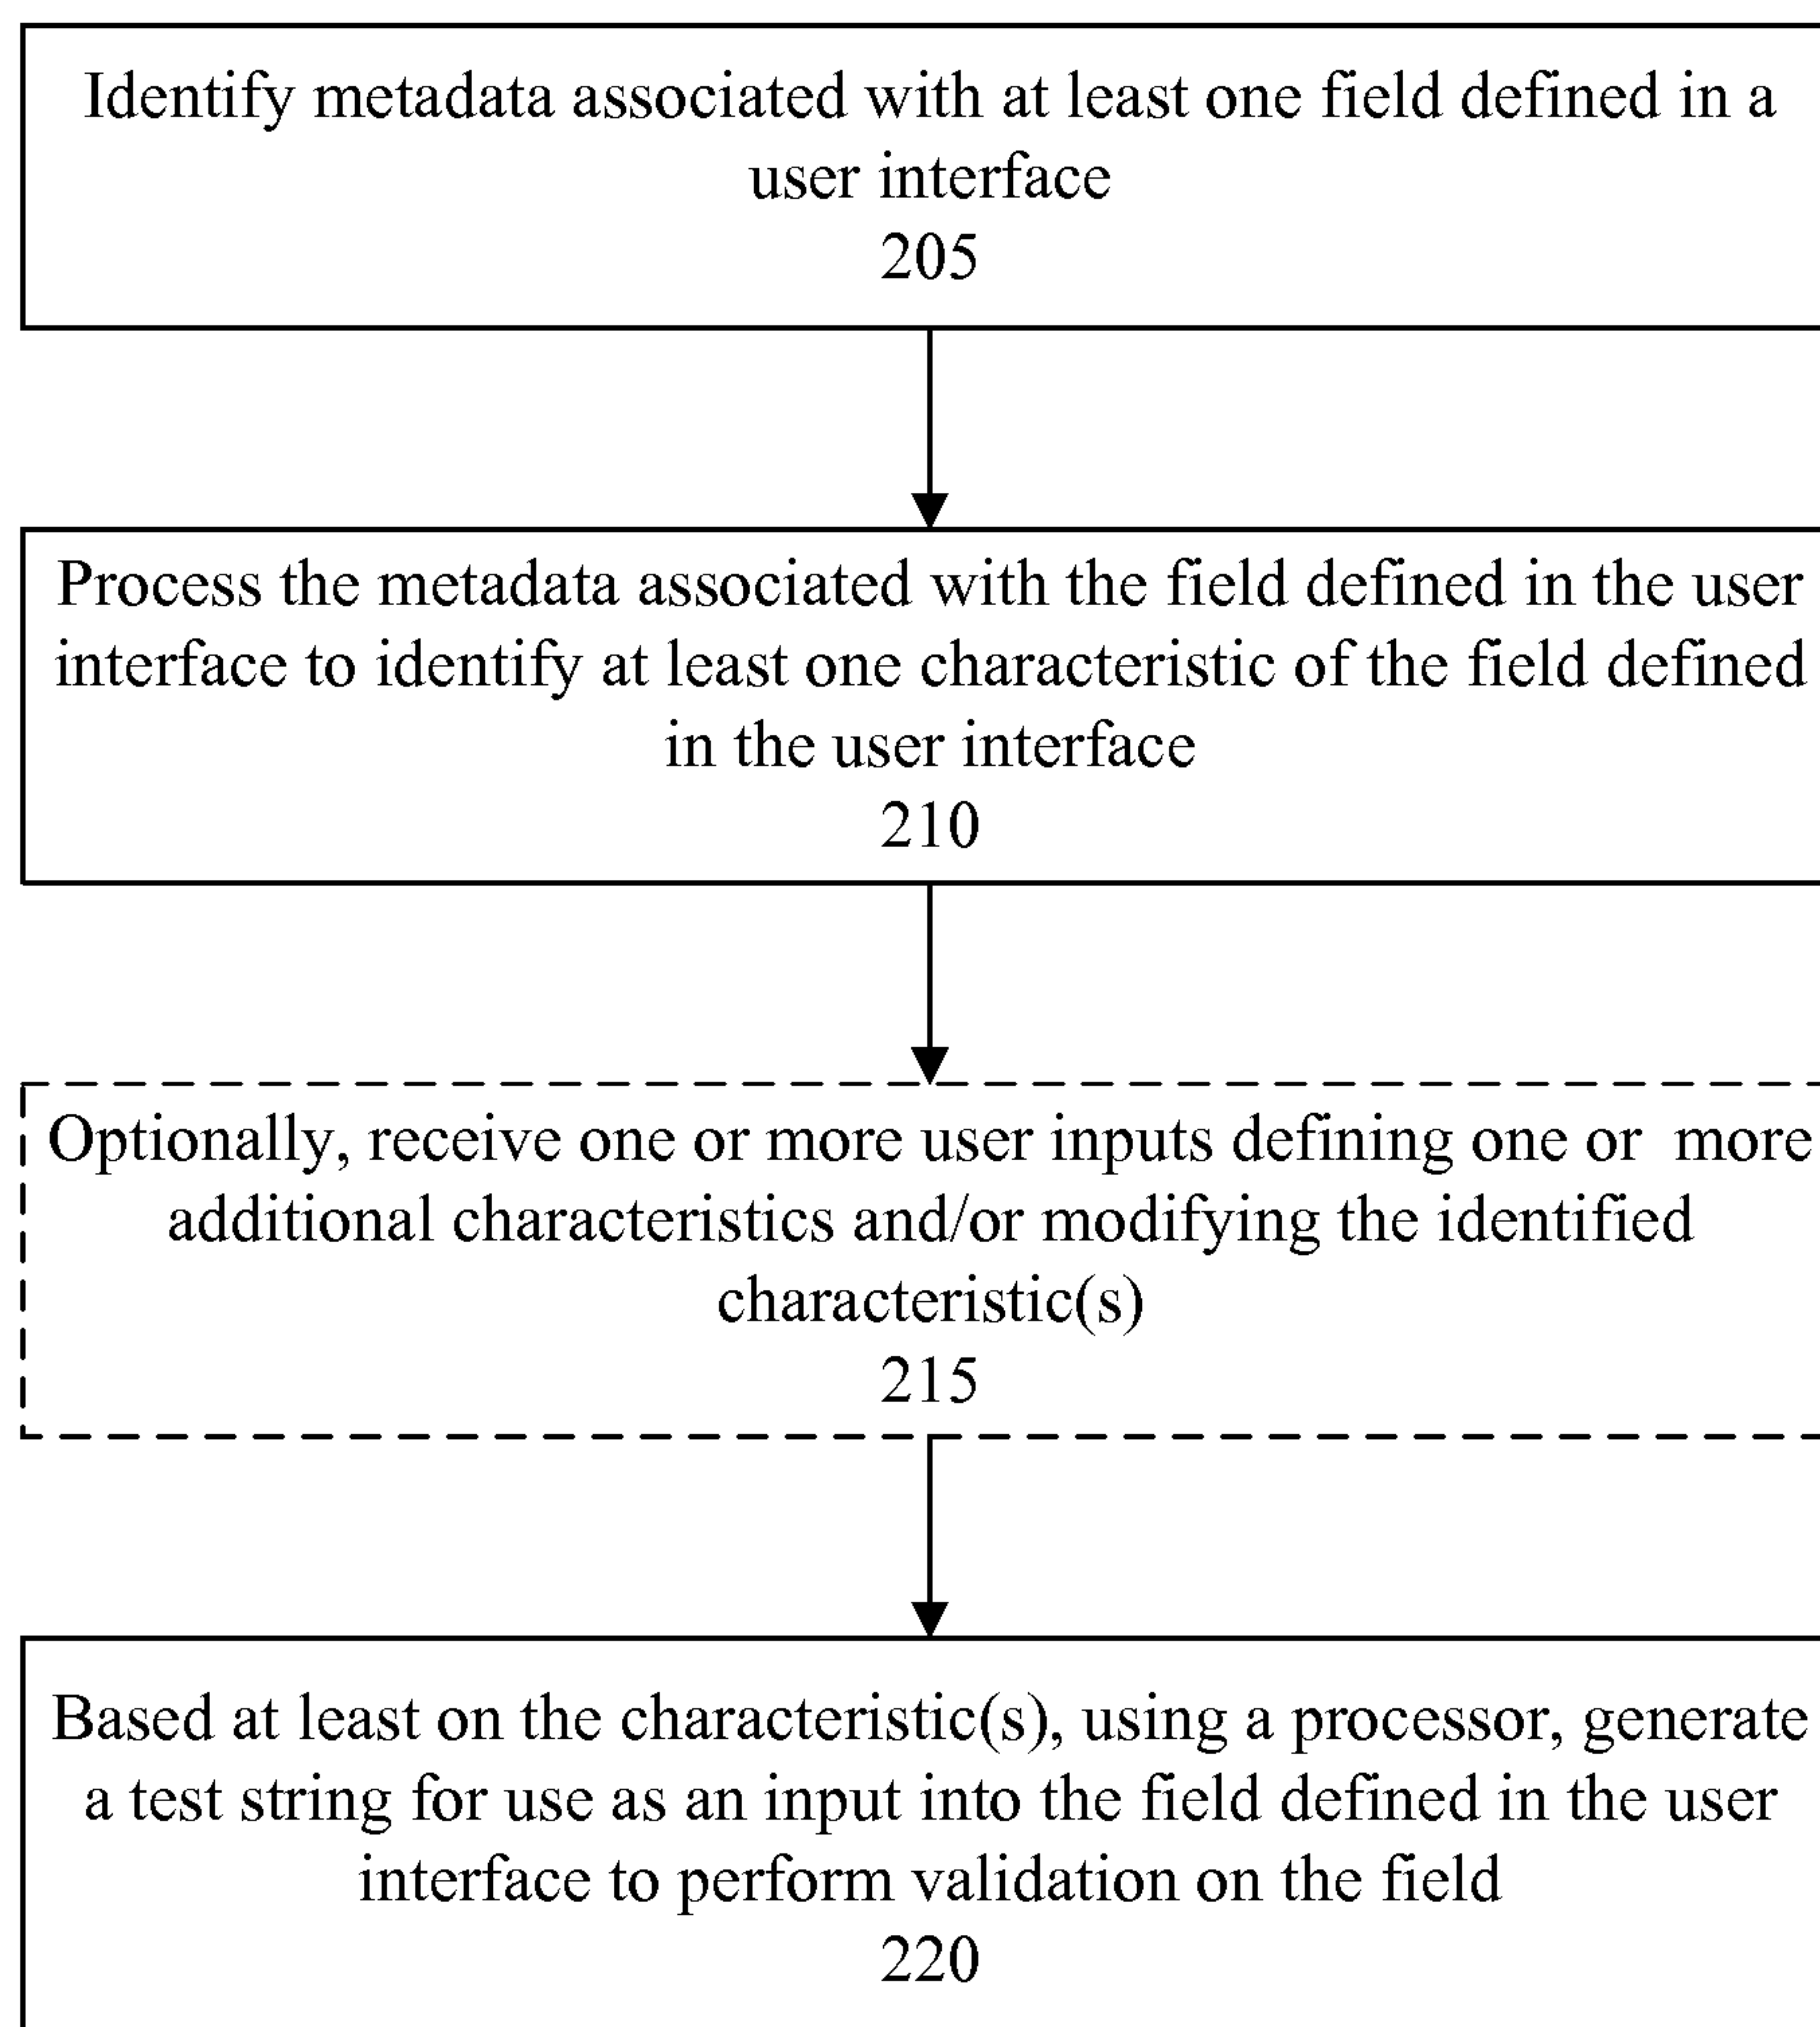 Identify metadata associated with at least one field defined in a
user interface
205
Process the metadata associated with the field defined in the user
interface to identify at least one characteristic of the field defined
in the user interface
210
Optionally, receive one or more user inputs defining one or  more
additional characteristics and/or modifying the identified
characteristic(s)
215
Based at least on the characteristic(s), using a processor, generate
a test string for use as an input into the field defined in the user
interface to perform validation on the field
220